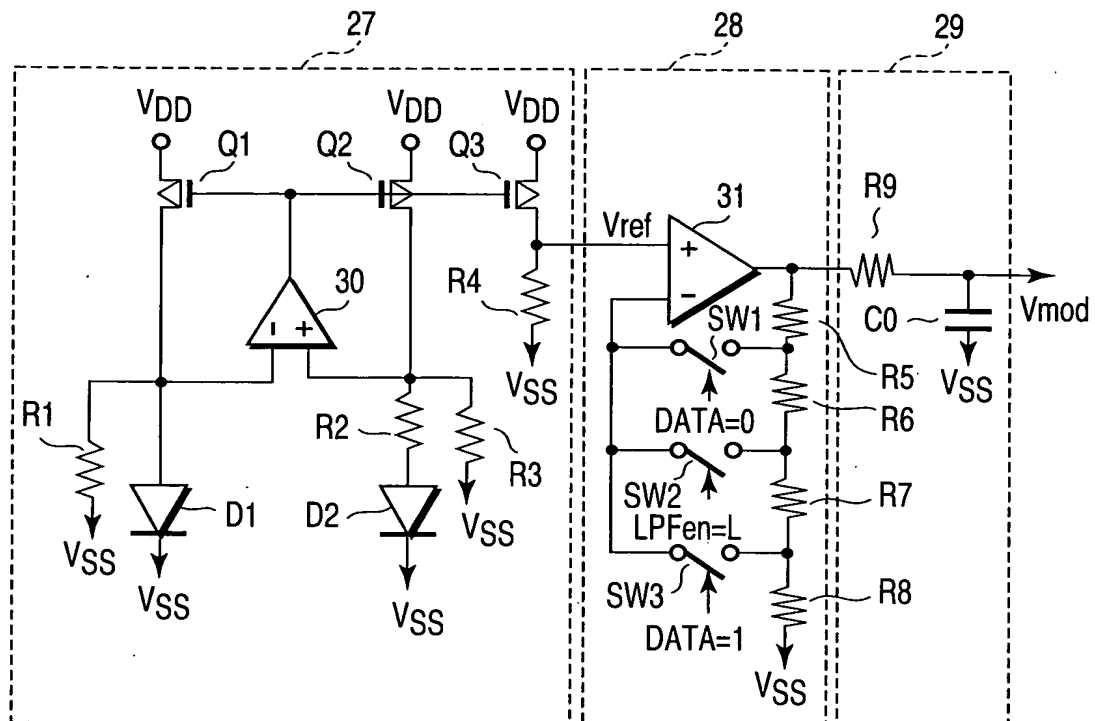 27
28
29
VDD
VDD
VDD
Q1
Q2
Q3
31
R9
Vref
+
−
30
R4
SW1
C0
Vmod
− +
VSS
R5
VSS
R1
R2
DATA=0
R6
R3
SW2
R7
D1
D2
VSS
LPFen=L
VSS
VSS
SW3
R8
VSS
DATA=1
VSS